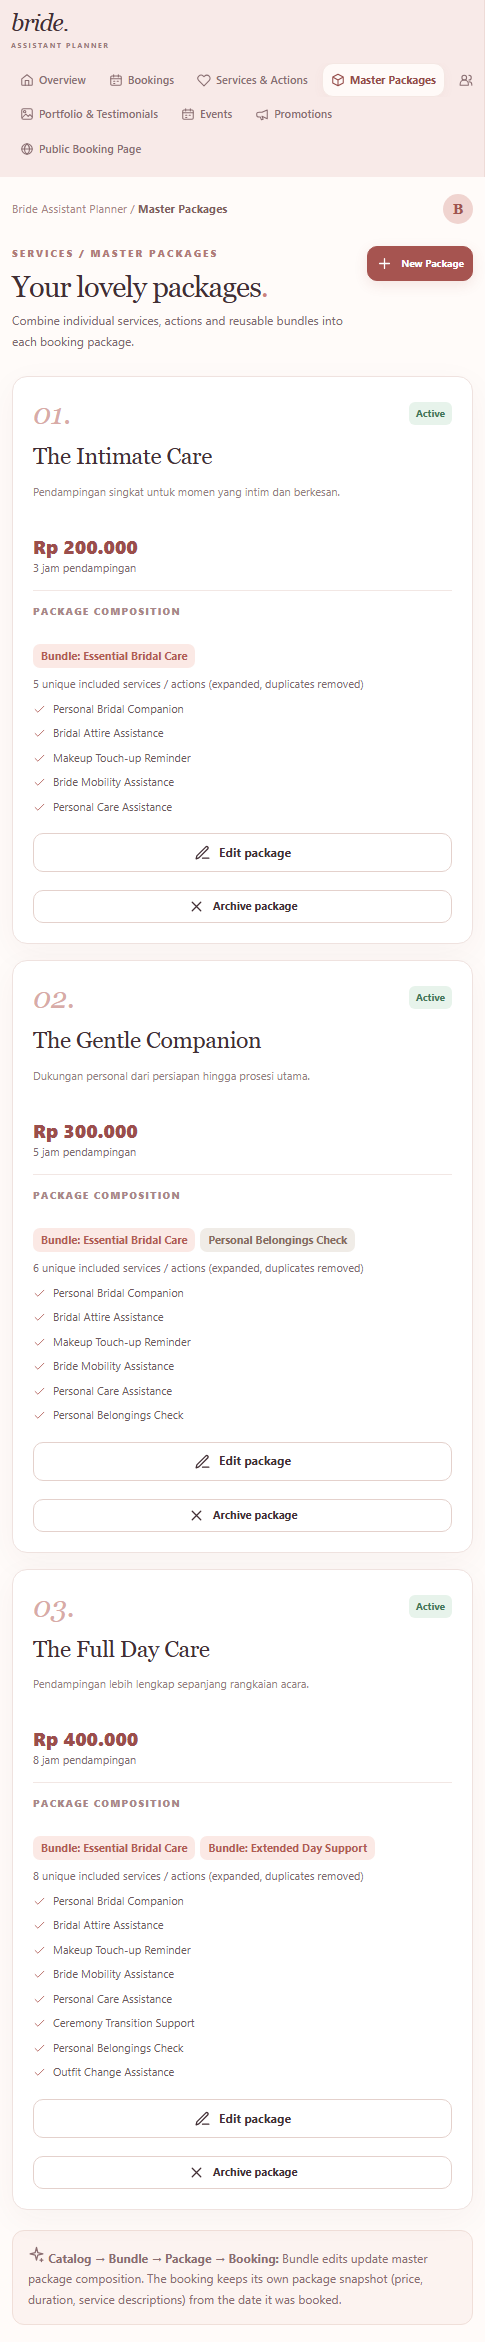 bride.
ASSISTANT PLANNER
Overview
Bookings
Services & Actions
Master Packages
Portfolio & Testimonials
Events
Promotions
Public Booking Page
Bride Assistant Planner / Master Packages
B
SERVICES / MASTER PACKAGES
Your lovely packages.
New Package
Combine individual services, actions and reusable bundles into
each booking package.
01.
Active
The Intimate Care
Pendampingan singkat untuk momen yang intim dan berkesan.
Rp 200.000
3 jam pendampingan
PACKAGE COMPOSITION
Bundle: Essential Bridal Care
5 unique included services / actions (expanded, duplicates removed)
Personal Bridal Companion
Bridal Attire Assistance
Makeup Touch-up Reminder
Bride Mobility Assistance
Personal Care Assistance
Edit package
Archive package
02.
Active
The Gentle Companion
Dukungan personal dari persiapan hingga prosesi utama.
Rp 300.000
5 jam pendampingan
PACKAGE COMPOSITION
Bundle: Essential Bridal Care
Personal Belongings Check
6 unique included services / actions (expanded, duplicates removed)
Personal Bridal Companion
Bridal Attire Assistance
Makeup Touch-up Reminder
Bride Mobility Assistance
Personal Care Assistance
Personal Belongings Check
Edit package
Archive package
03.
Active
The Full Day Care
Pendampingan lebih lengkap sepanjang rangkaian acara.
Rp 400.000
8 jam pendampingan
PACKAGE COMPOSITION
Bundle: Essential Bridal Care
Bundle: Extended Day Support
8 unique included services / actions (expanded, duplicates removed)
Personal Bridal Companion
Bridal Attire Assistance
Makeup Touch-up Reminder
Bride Mobility Assistance
Personal Care Assistance
Ceremony Transition Support
Personal Belongings Check
Outfit Change Assistance
Edit package
Archive package
Catalog → Bundle → Package → Booking: Bundle edits update master
package composition. The booking keeps its own package snapshot (price,
duration, service descriptions) from the date it was booked.